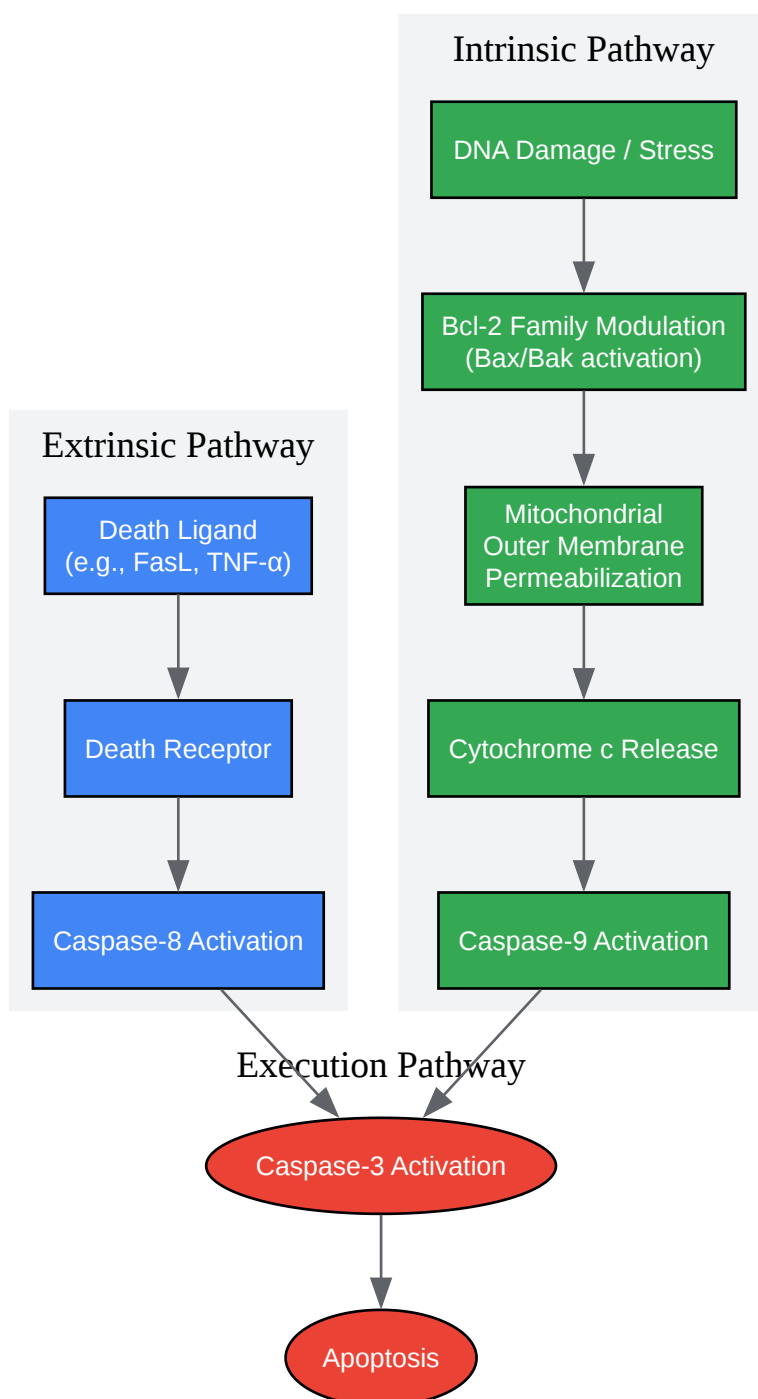 Intrinsic Pathway
DNA Damage / Stress
Bcl-2 Family Modulation
(Bax/Bak activation)
Mitochondrial
Outer Membrane
Permeabilization
Cytochrome c Release
Caspase-9 Activation
Extrinsic Pathway
Death Ligand
(e.g., FasL, TNF-α)
Death Receptor
Caspase-8 Activation
Execution Pathway
Caspase-3 Activation
Apoptosis